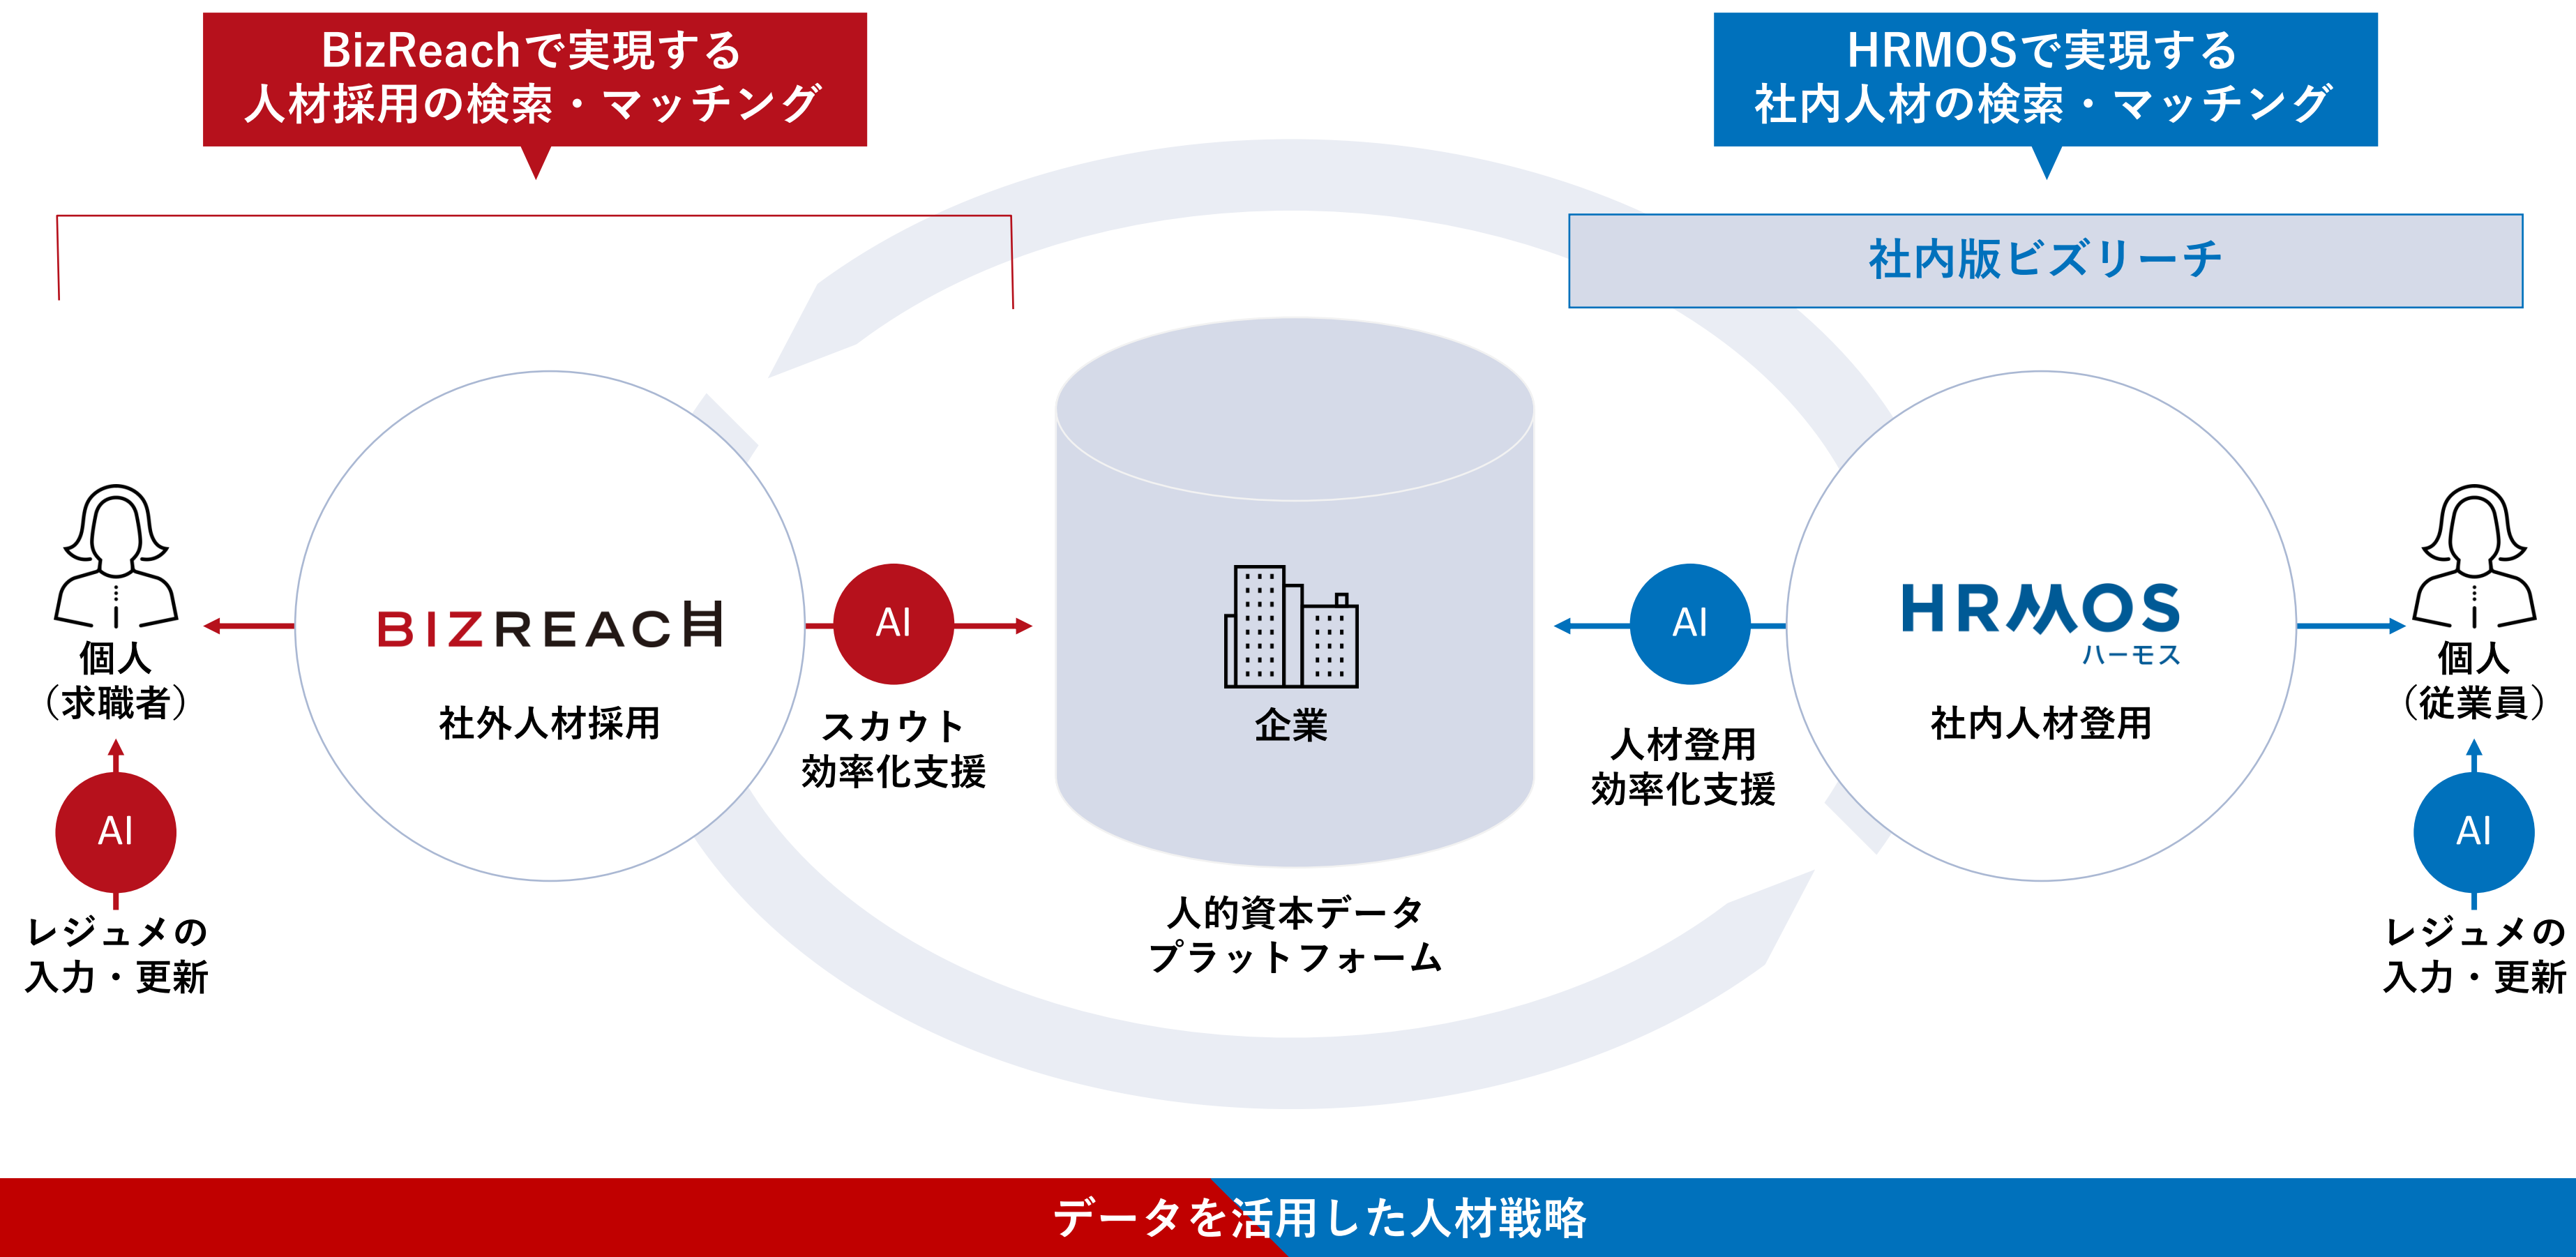 BizReachで実現する
人材採用の検索・マッチング
HRMOSで実現する
社内人材の検索・マッチング
社内版ビズリーチ
個人
（求職者）
AI
レジュメの
入力・更新
BIZREACH
社外人材採用
AI
スカウト
効率化支援
企業
人的資本データ
プラットフォーム
AI
人材登用
効率化支援
HRMOS
ハーモス
社内人材登用
個人
（従業員）
AI
レジュメの
入力・更新
データを活用した人材戦略